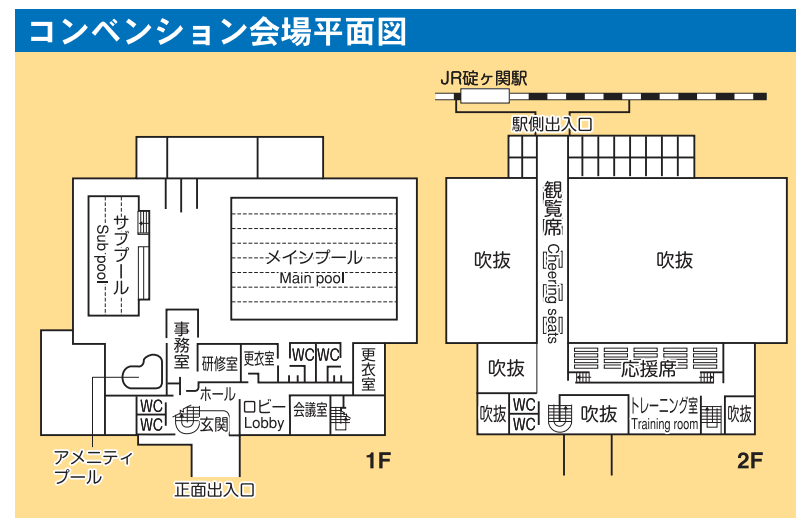 コンベンション会場平面図
JR碇ヶ関駅
駅側出入口
サブプール
Sub pool
メインプール
Main pool
事務室
研修室
更衣室
WC
WC
更衣室
ホール
WC
WC
玄関
ロビー
Lobby
会議室
アメニティ
プール
正面出入口
1F
観覧席
Cheering seats
吹抜
吹抜
吹抜
応援席
吹抜
WC
WC
吹抜
トレーニング室
Training room
吹抜
2F